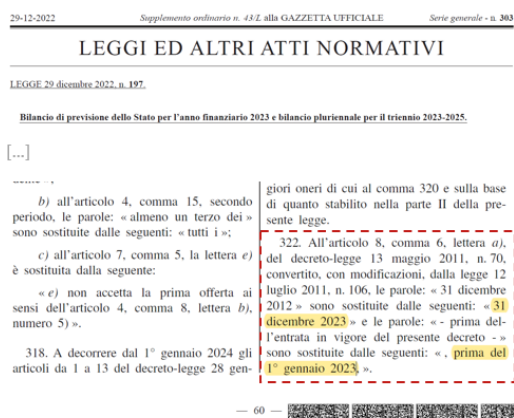 29-12-2022 Supplemento ordinario n. 43/L alla GAZZETTA UFFICIALE Serie generale - n. 303
LEGGI ED ALTRI ATTI NORMATIVI
LEGGE 29 dicembre 2022, n. 197.
Bilancio di previsione dello Stato per l'anno finanziario 2023 e bilancio pluriennale per il triennio 2023-2025.
[...]
b) all'articolo 4, comma 15, secondo
periodo, le parole: « almeno un terzo dei »
sono sostituite dalle seguenti: « tutti i »;
c) all'articolo 7, comma 5, la lettera e)
è sostituita dalla seguente:
« e) non accetta la prima offerta ai
sensi dell'articolo 4, comma 8, lettera b),
numero 5) ».
318. A decorrere dal 1° gennaio 2024 gli
articoli da 1 a 13 del decreto-legge 28 gen-
giori oneri di cui al comma 320 e sulla base
di quanto stabilito nella parte II della pre-
sente legge.
322. All'articolo 8, comma 6, lettera a),
del decreto-legge 13 maggio 2011, n. 70,
convertito, con modificazioni, dalla legge 12
luglio 2011, n. 106, le parole: « 31 dicembre
2012 » sono sostituite dalle seguenti: « 31
dicembre 2023 » e le parole: « - prima del-
l'entrata in vigore del presente decreto - »
sono sostituite dalle seguenti: « , prima del
1° gennaio 2023, ».
— 60 —